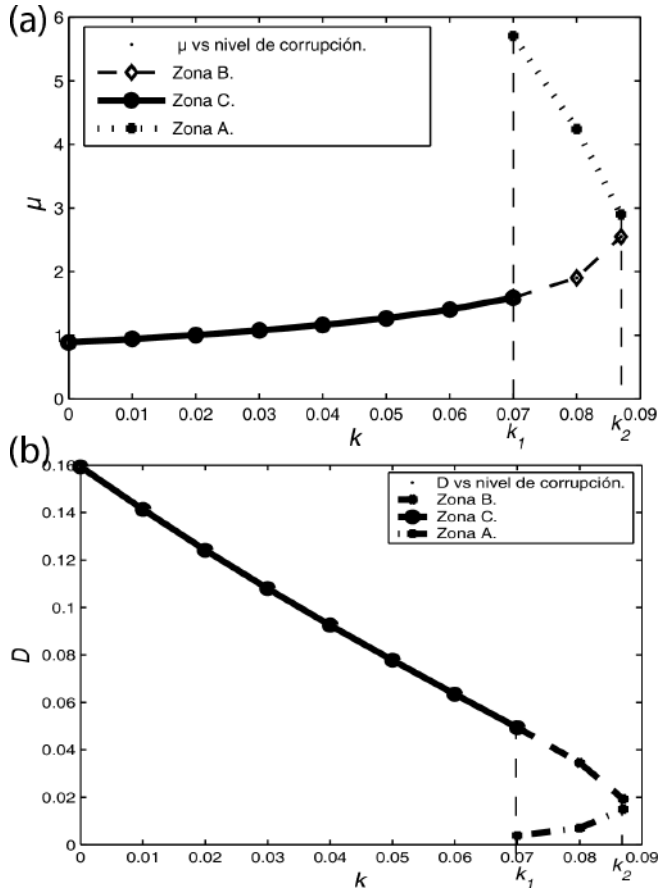 (a)
6
5
4
3
2
1
0
μ
μ vs nivel de corrupción.
Zona B.
Zona C.
Zona A.
0 0.01 0.02 0.03 0.04 0.05 0.06 0.07 0.08 0.09
k k1 k2
(b)
0.16
0.14
0.12
0.1
0.08
0.06
0.04
0.02
0
D
D vs nivel de corrupción.
Zona B.
Zona C.
Zona A.
0 0.01 0.02 0.03 0.04 0.05 0.06 0.07 0.08 0.09
k k1 k2